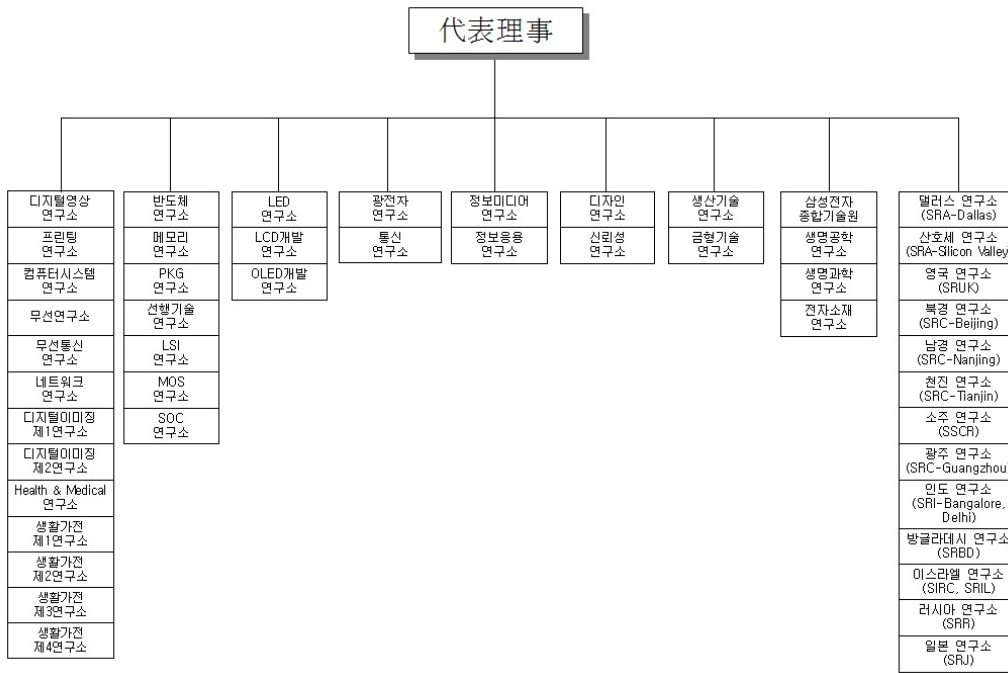 代表理事
디지털영상
연구소
프린팅
연구소
컴퓨터시스템
연구소
무선연구소
무선통신
연구소
네트워크
연구소
디지털이미징
제1연구소
디지털이미징
제2연구소
Health & Medical
연구소
생활가전
제1연구소
생활가전
제2연구소
생활가전
제3연구소
생활가전
제4연구소
반도체
연구소
메모리
연구소
PKG
연구소
선행기술
연구소
LSI
연구소
MOS
연구소
SOC
연구소
LED
연구소
LCD개발
연구소
OLED개발
연구소
광전자
연구소
통신
연구소
정보미디어
연구소
정보응용
연구소
디자인
연구소
신뢰성
연구소
생산기술
연구소
금형기술
연구소
삼성전자
종합기술원
생명공학
연구소
생명과학
연구소
전자소재
연구소
댈러스 연구소
(SRA-Dallas)
산호세 연구소
(SRA-Silicon Valley)
영국 연구소
(SRUK)
북경 연구소
(SRC-Beijing)
남경 연구소
(SRC-Nanjing)
천진 연구소
(SRC-Tianjin)
소주 연구소
(SSCR)
광주 연구소
(SRC-Guangzhou)
인도 연구소
(SRI-Bangalore,
Delhi)
방글라데시 연구소
(SRBD)
이스라엘 연구소
(SIRC, SRIL)
러시아 연구소
(SRR)
일본 연구소
(SRJ)